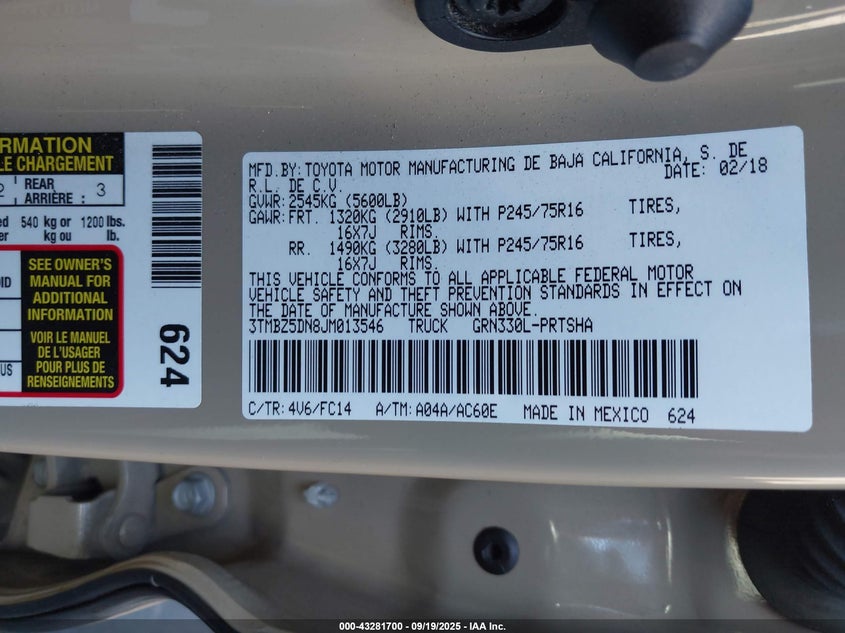 RMATION
LE CHARGEMENT
2 REAR ARRIÈRE : 3
540 kg or 1200 lbs.
kg ou lb.
SEE OWNER'S
MANUAL FOR
ADDITIONAL
INFORMATION
VOIR LE MANUEL
DE L'USAGER
POUR PLUS DE
RENSEIGNEMENTS
624
MFD.BY:TOYOTA MOTOR MANUFACTURING DE BAJA CALIFORNIA, S. DE
R.L. DE C.V. DATE: 02/18
GVWR: 2545KG (5600LB)
GAWR:FRT. 1320KG (2910LB) WITH P245/75R16 TIRES,
16X7J RIMS.
RR. 1490KG (3280LB) WITH P245/75R16 TIRES,
16X7J RIMS.
THIS VEHICLE CONFORMS TO ALL APPLICABLE FEDERAL MOTOR
VEHICLE SAFETY AND THEFT PREVENTION STANDARDS IN EFFECT ON
THE DATE OF MANUFACTURE SHOWN ABOVE.
3TMBZ5DN8JM013546 TRUCK GRN330L-PRTSHA
C/TR: 4V6/FC14 A/TM: A04A/AC60E MADE IN MEXICO 624
000-43281700 - 09/19/2025 - IAA Inc.